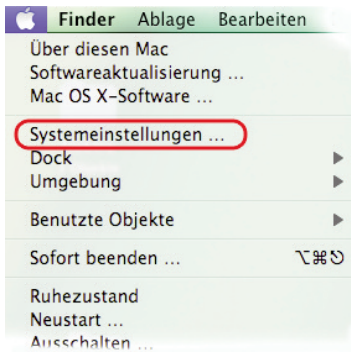 Finder Ablage Bearbeiten
Über diesen Mac
Softwareaktualisierung ...
Mac OS X-Software ...
Systemeinstellungen ...
Dock
Umgebung
Benutzte Objekte
Sofort beenden ... ⌥⌘⎋
Ruhezustand
Neustart ...
Ausschalten ...